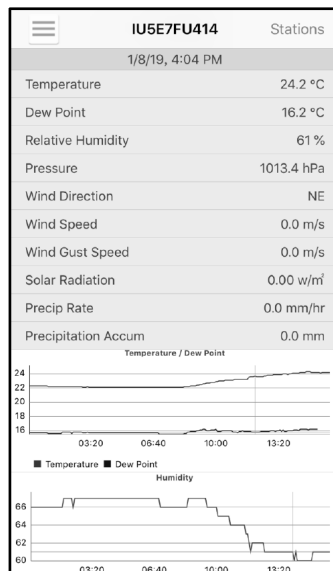 IU5E7FU414 Stations
1/8/19, 4:04 PM
Temperature 24.2 °C
Dew Point 16.2 °C
Relative Humidity 61 %
Pressure 1013.4 hPa
Wind Direction NE
Wind Speed 0.0 m/s
Wind Gust Speed 0.0 m/s
Solar Radiation 0.00 w/㎡
Precip Rate 0.0 mm/hr
Precipitation Accum 0.0 mm
Temperature / Dew Point
24
22
20
18
16
03:20 06:40 10:00 13:20
Temperature Dew Point
Humidity
66
64
62
60
03:20 06:40 10:00 13:20